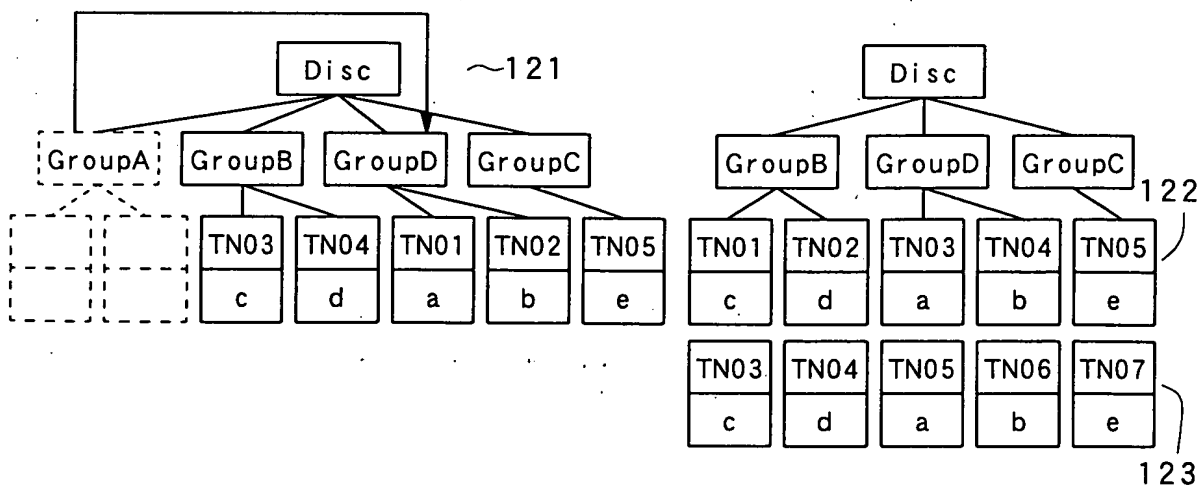 Disc
~121
Disc
GroupA GroupB GroupD GroupC
GroupB GroupD GroupC
122
TN03 TN04 TN01 TN02 TN05
c d a b e
TN01 TN02 TN03 TN04 TN05
c d a b e
TN03 TN04 TN05 TN06 TN07
c d a b e
123